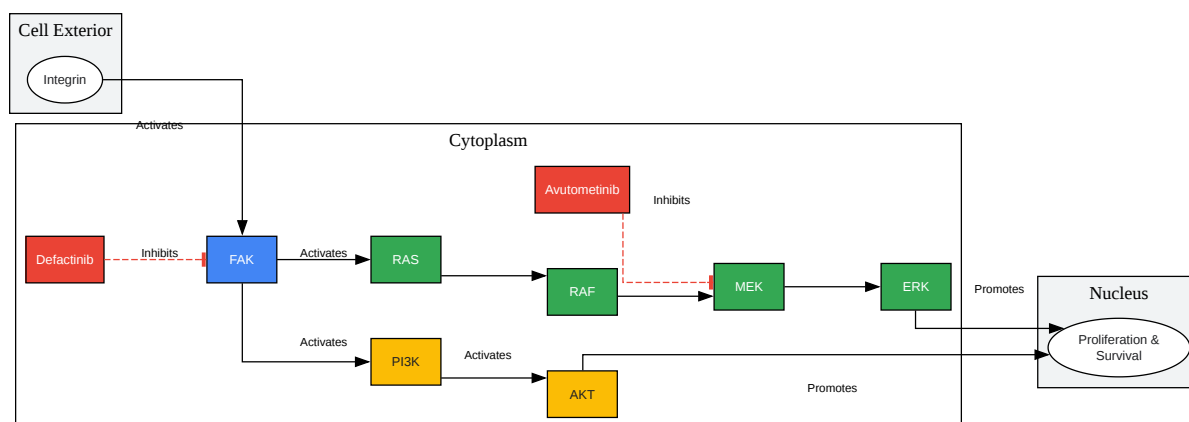 Cell Exterior
Integrin
Activates
Cytoplasm
Avutometinib
Inhibits
Defactinib
Inhibits
FAK
Activates
RAS
RAF
MEK
ERK
Promotes
Nucleus
Proliferation &
Survival
Activates
PI3K
Activates
AKT
Promotes